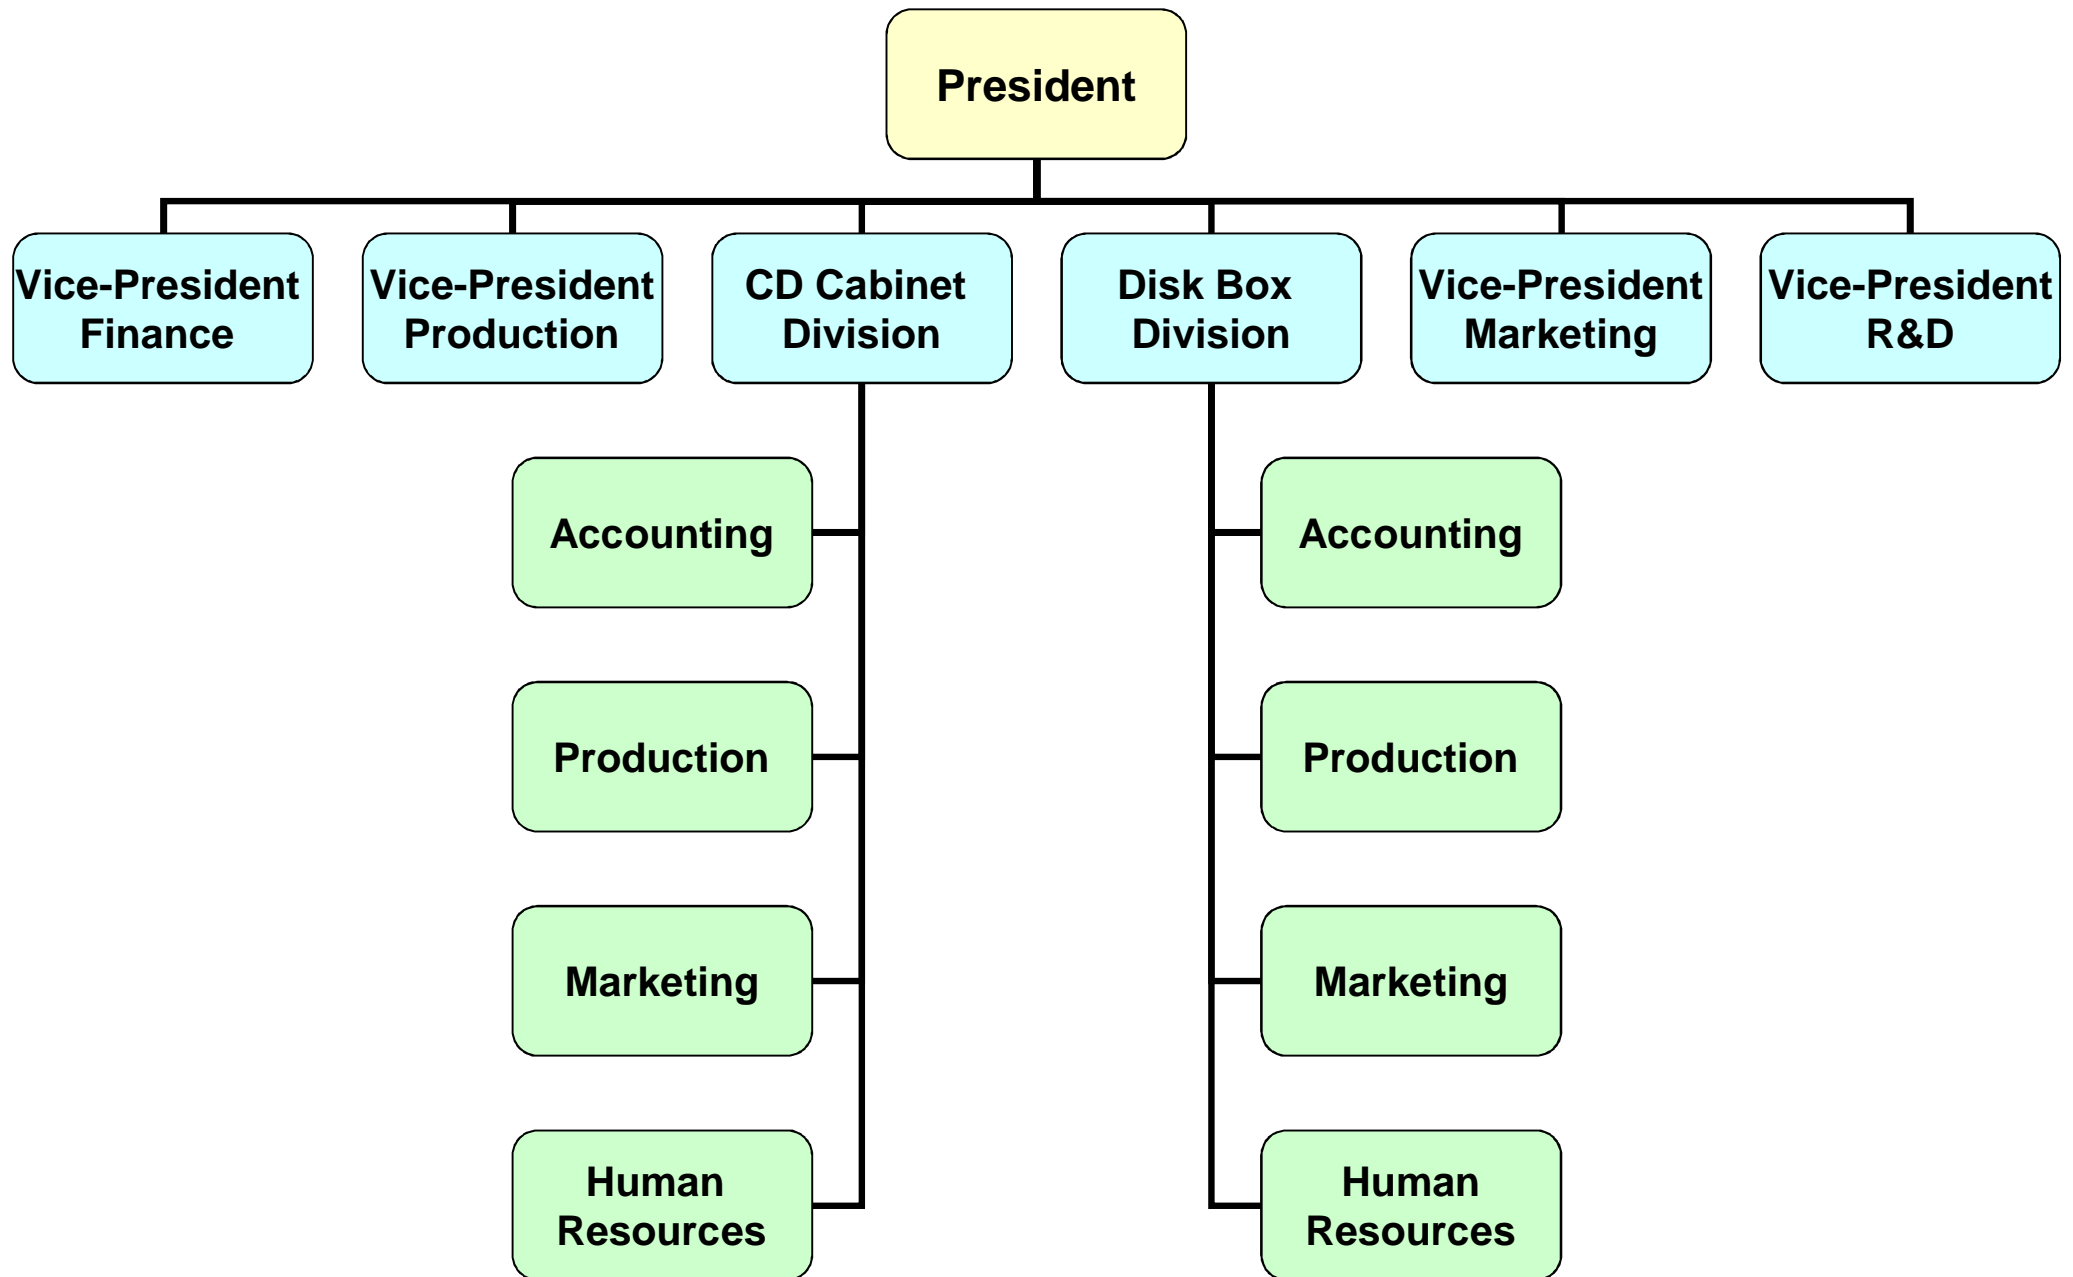 President
Vice-President
Finance
Vice-President
Production
CD Cabinet
Division
Disk Box
Division
Vice-President
Marketing
Vice-President
R&D
Accounting
Accounting
Production
Production
Marketing
Marketing
Human
Resources
Human
Resources